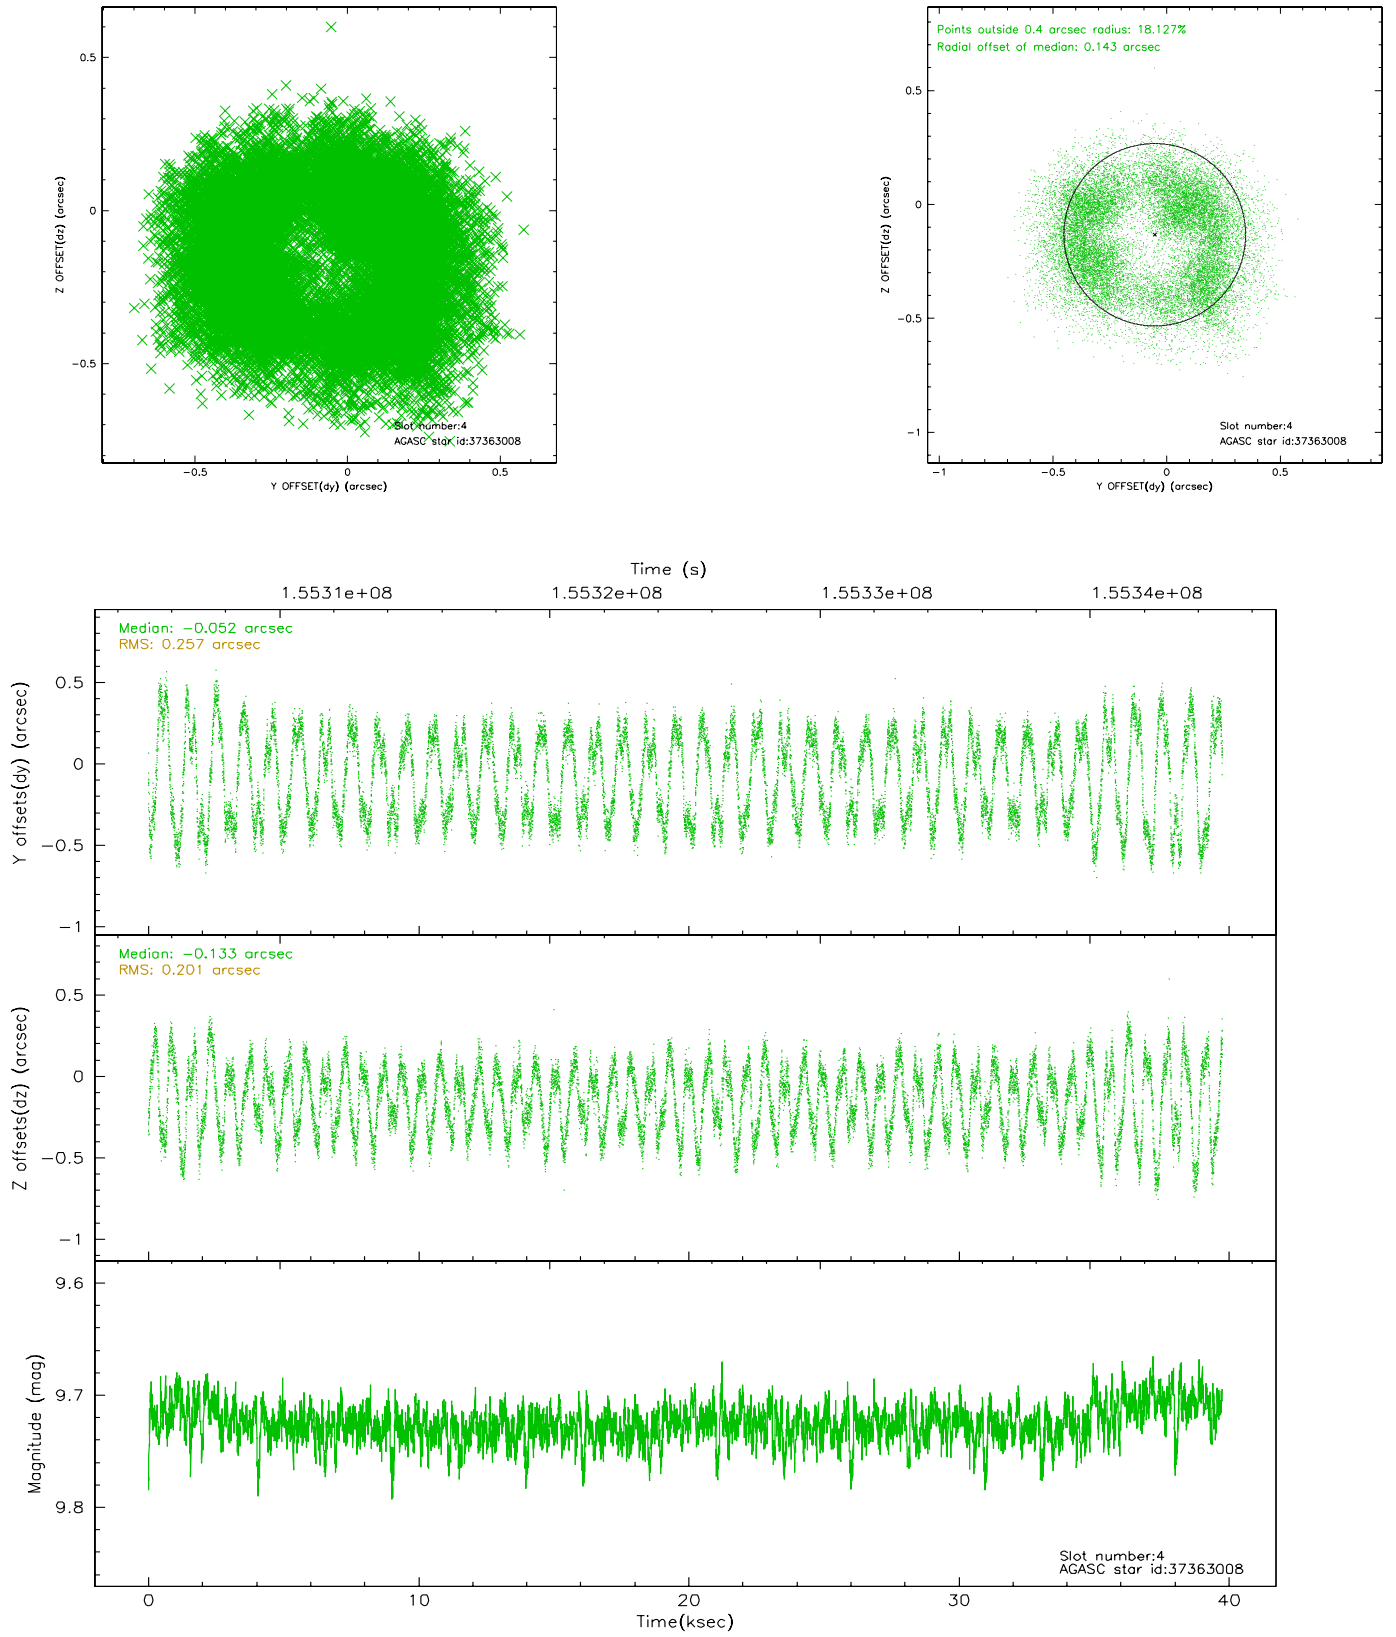 0.5
0
−0.5
Z OFFSET(dz) (arcsec)
Slot number:4
AGASC star id:37363008
−0.5
0
0.5
Y OFFSET(dy) (arcsec)
Points outside 0.4 arcsec radius: 18.127%
Radial offset of median: 0.143 arcsec
0.5
0
−0.5
−1
Z OFFSET(dz) (arcsec)
Slot number:4
AGASC star id:37363008
−1
−0.5
0
0.5
Y OFFSET(dy) (arcsec)
Time (s)
1.5531e+08
1.5532e+08
1.5533e+08
1.5534e+08
Median: −0.052 arcsec
RMS: 0.257 arcsec
0.5
0
−0.5
−1
Y offsets(dy) (arcsec)
Median: −0.133 arcsec
RMS: 0.201 arcsec
0.5
0
−0.5
−1
Z offsets(dz) (arcsec)
9.6
9.7
9.8
Magnitude (mag)
Slot number:4
AGASC star id:37363008
0
10
20
30
40
Time(ksec)